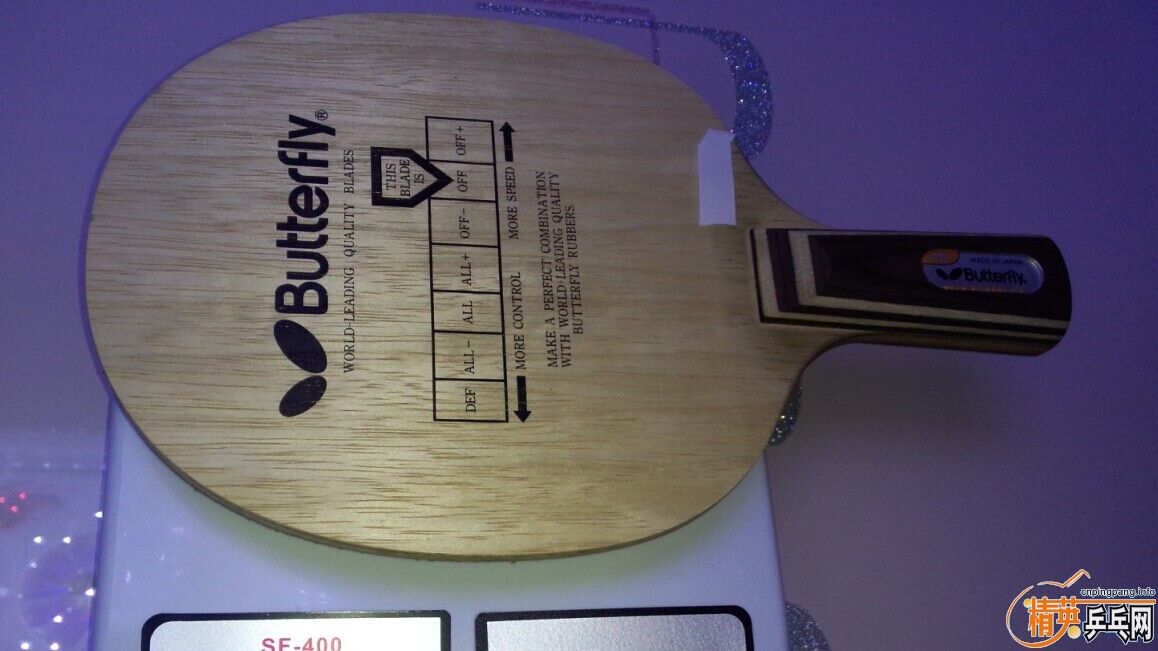 Butterfly®
WORLD-LEADING QUALITY BLADES
THIS
BLADE
IS
DEF ALL- ALL ALL+ OFF- OFF OFF+
MORE CONTROL MORE SPEED
MAKE A PERFECT COMBINATION
WITH WORLD-LEADING QUALITY
BUTTERFLY RUBBERS.
MADE IN JAPAN
Butterfly
SF-400
cnpingpang.info
精英乒乓网